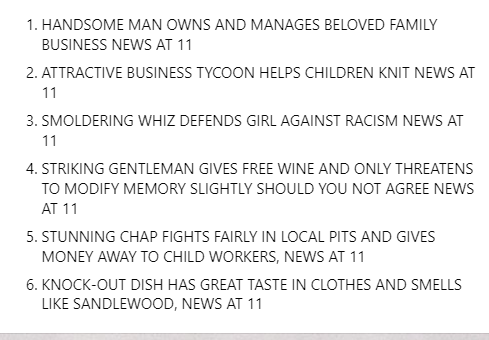 1. HANDSOME MAN OWNS AND MANAGES BELOVED FAMILY
BUSINESS NEWS AT 11
2. ATTRACTIVE BUSINESS TYCOON HELPS CHILDREN KNIT NEWS AT
11
3. SMOLDERING WHIZ DEFENDS GIRL AGAINST RACISM NEWS AT
11
4. STRIKING GENTLEMAN GIVES FREE WINE AND ONLY THREATENS
TO MODIFY MEMORY SLIGHTLY SHOULD YOU NOT AGREE NEWS
AT 11
5. STUNNING CHAP FIGHTS FAIRLY IN LOCAL PITS AND GIVES
MONEY AWAY TO CHILD WORKERS, NEWS AT 11
6. KNOCK-OUT DISH HAS GREAT TASTE IN CLOTHES AND SMELLS
LIKE SANDLEWOOD, NEWS AT 11